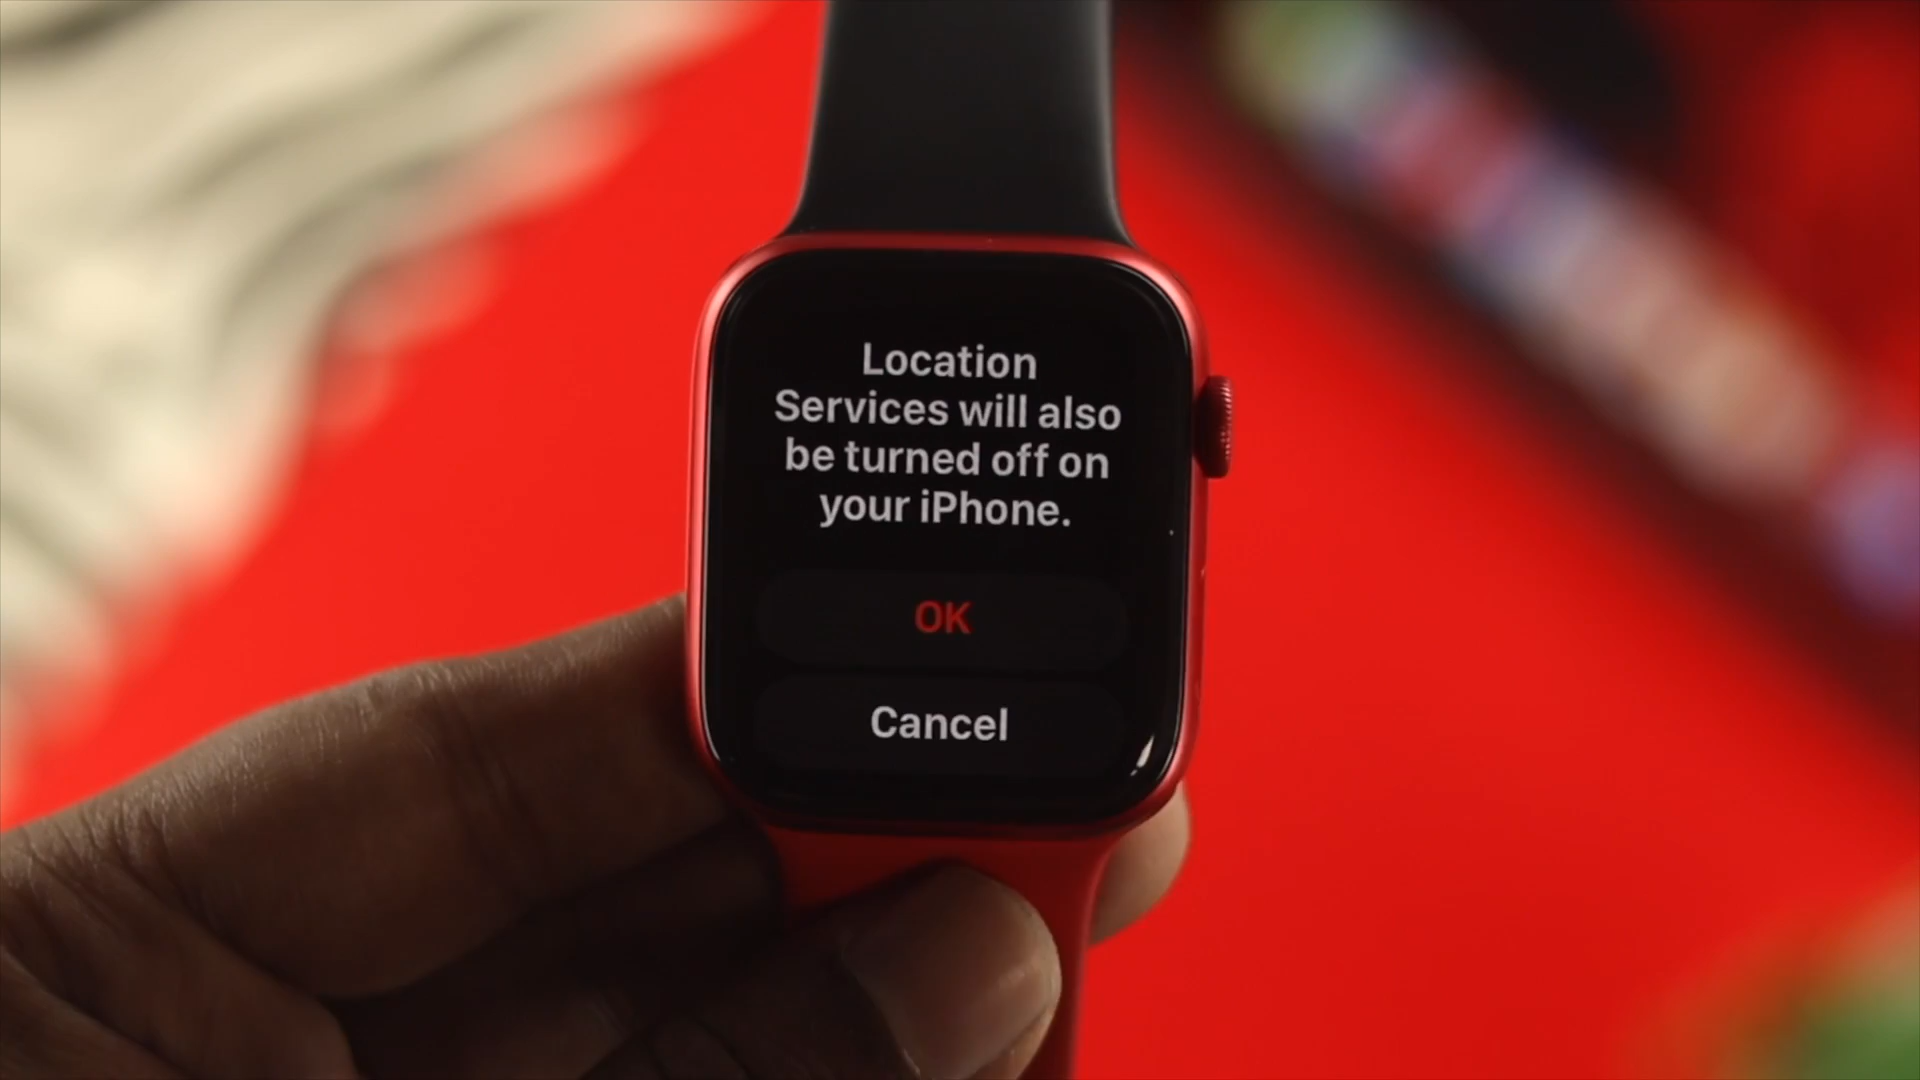 Location
Services will also
be turned off on
your iPhone.
OK
Cancel